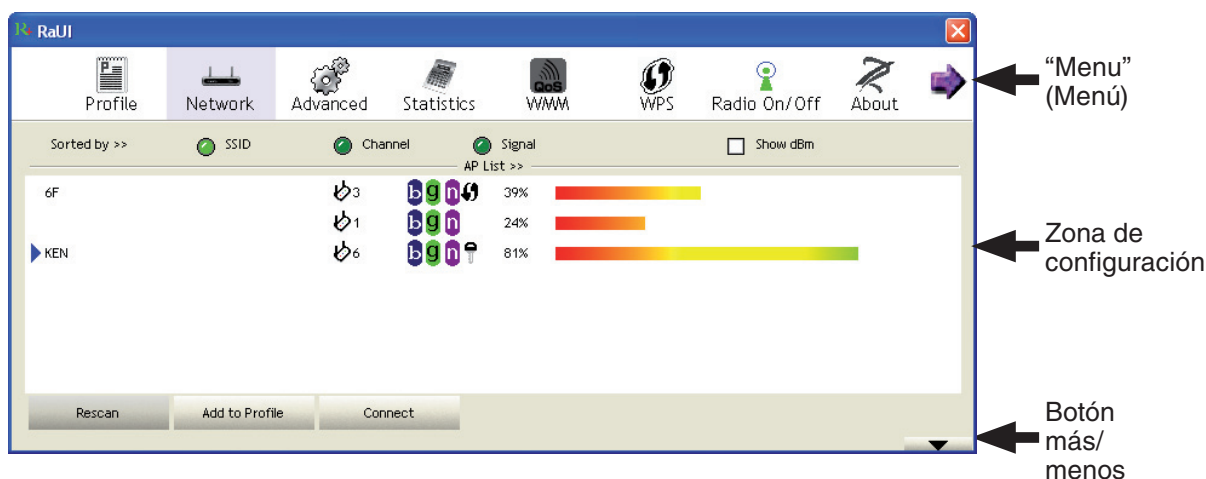 RaUI
Profile Network Advanced Statistics QoS WMM WPS Radio On/Off About
“Menu”
(Menú)
Sorted by >> SSID Channel Signal Show dBm
AP List >>
6F 3 b g n 39%
1 b g n 24%
KEN 6 b g n 81%
Zona de
configuración
Rescan Add to Profile Connect
Botón
más/
menos